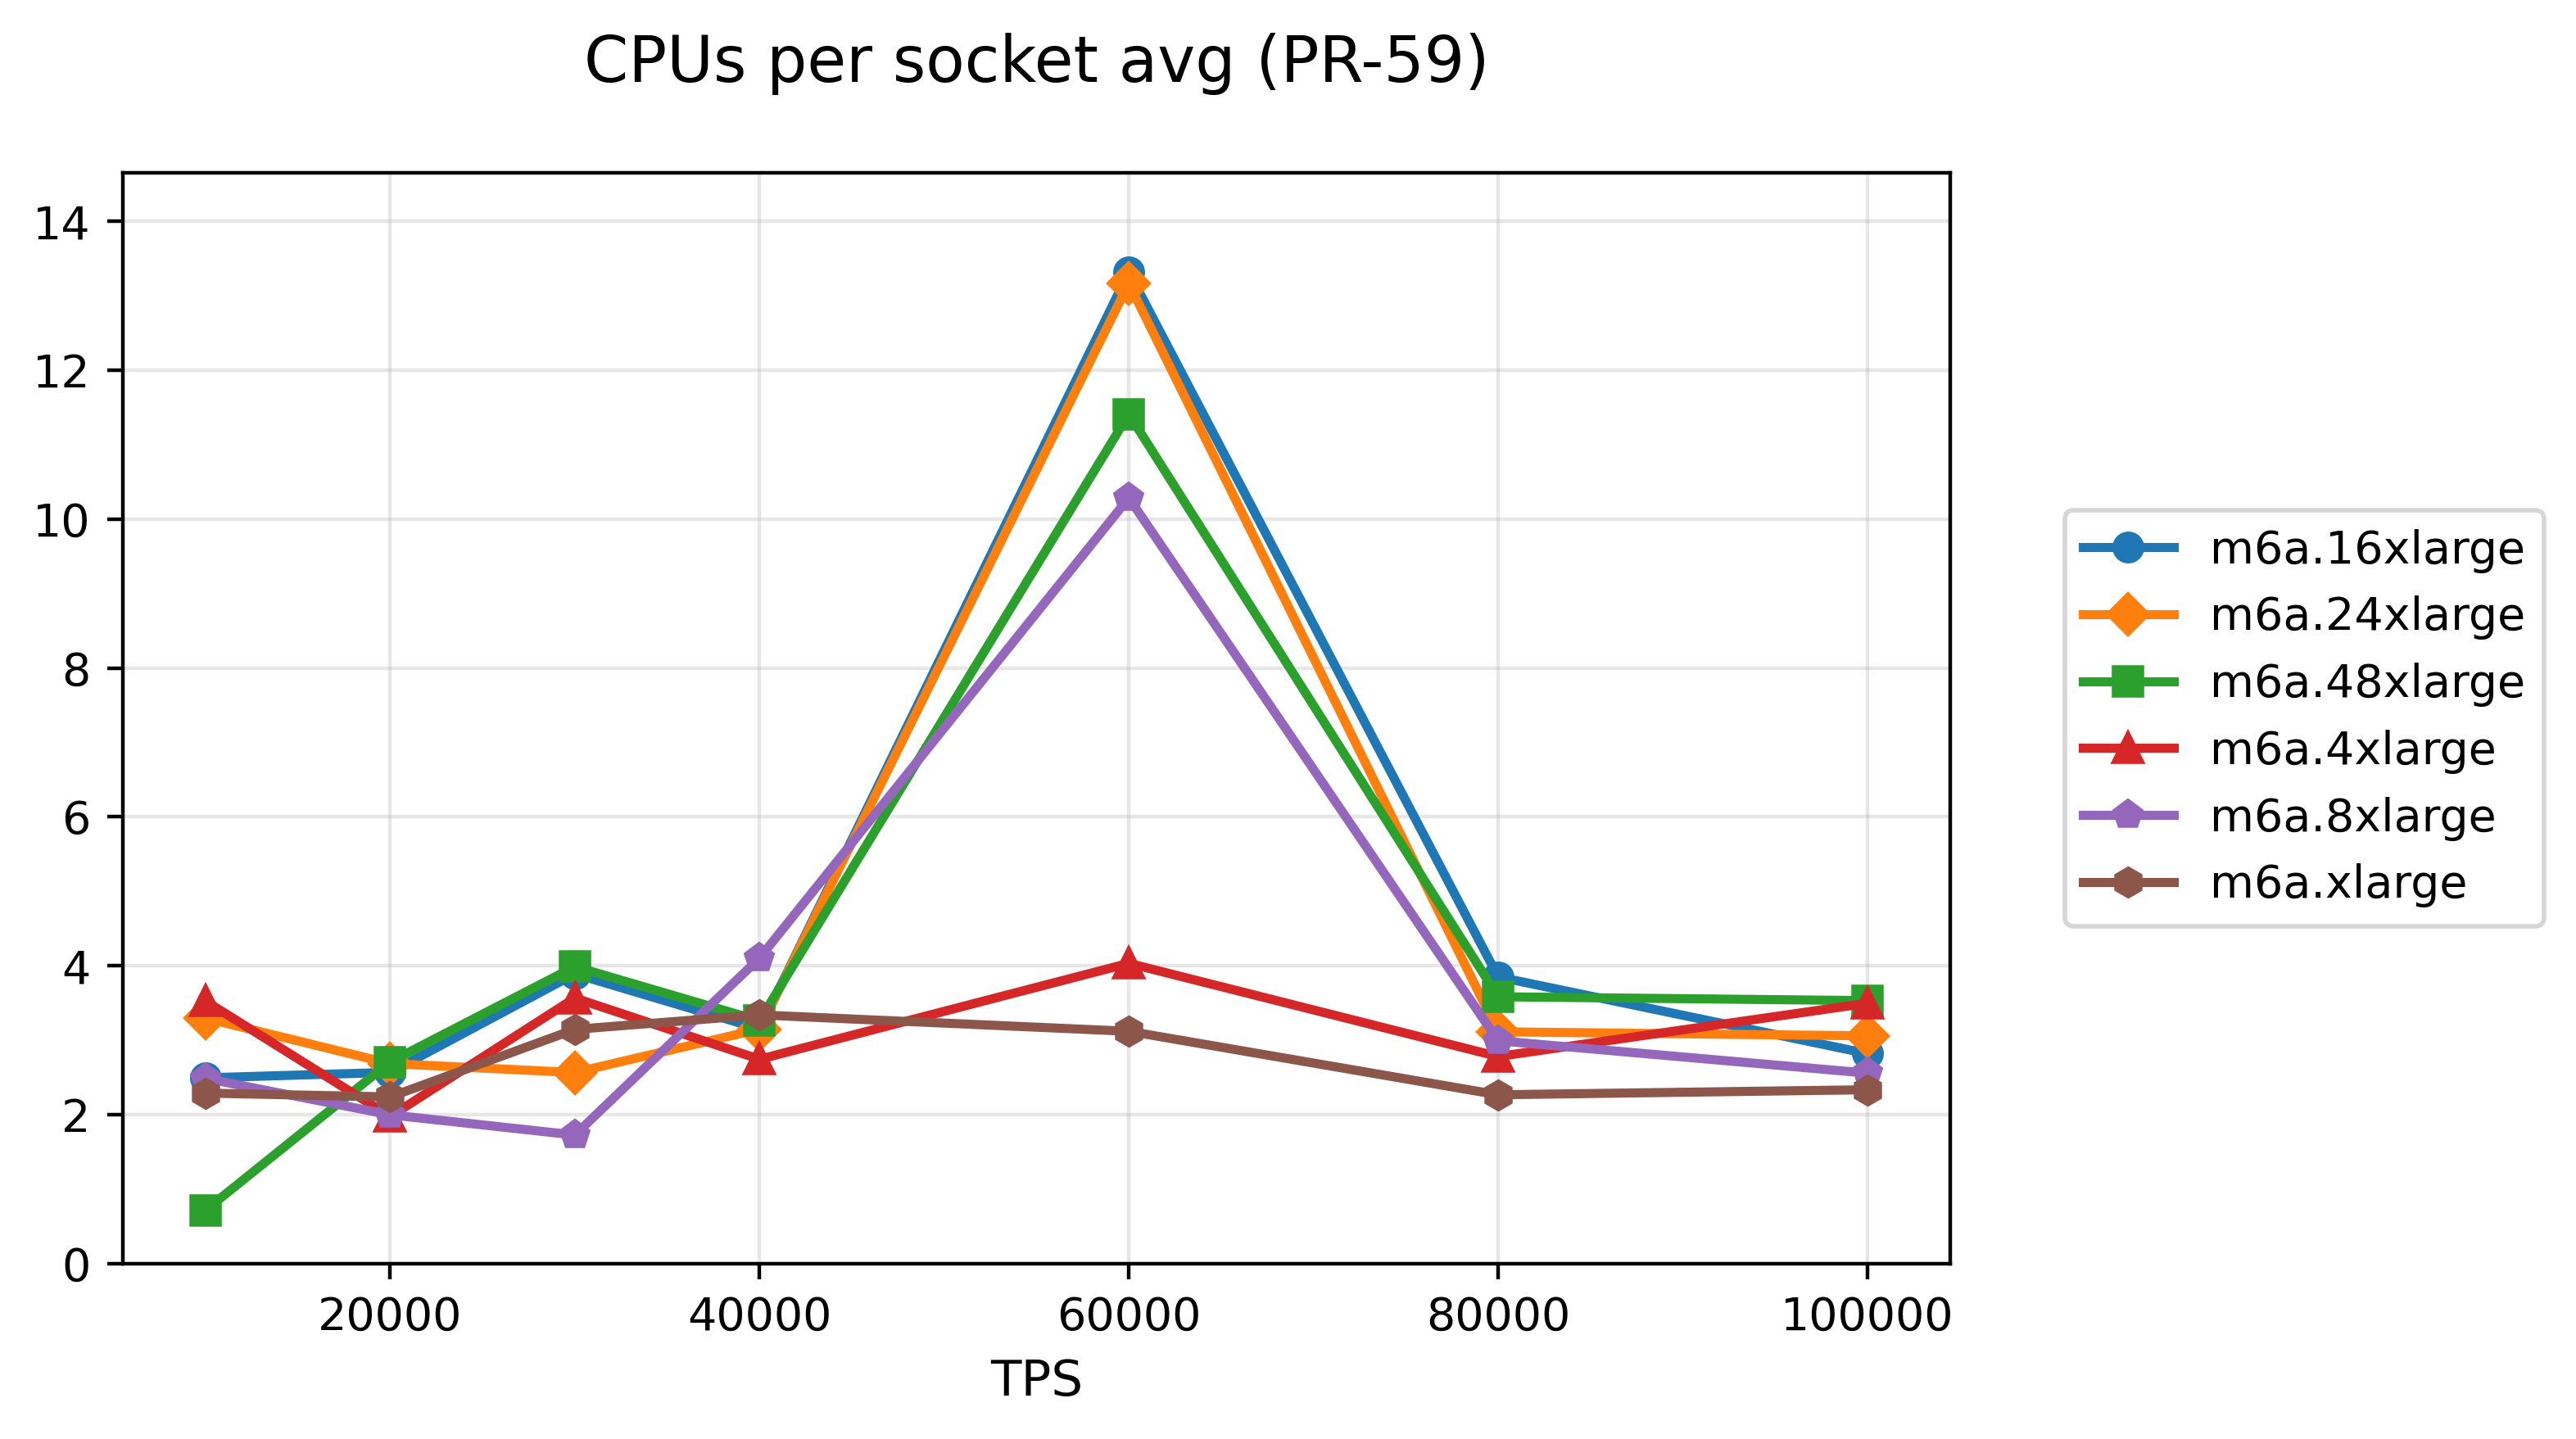 CPUs per socket avg (PR-59)
14
12
10
8
6
4
2
0
20000 40000 60000 80000 100000
TPS
m6a.16xlarge
m6a.24xlarge
m6a.48xlarge
m6a.4xlarge
m6a.8xlarge
m6a.xlarge